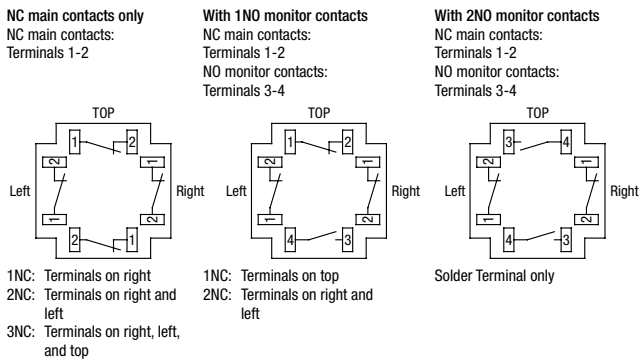 NC main contacts only
NC main contacts:
Terminals 1-2
With 1NO monitor contacts
NC main contacts:
Terminals 1-2
NO monitor contacts:
Terminals 3-4
With 2NO monitor contacts
NC main contacts:
Terminals 1-2
NO monitor contacts:
Terminals 3-4
TOP
1 2
2 1
Left Right
1 2
2 1
1NC: Terminals on right
2NC: Terminals on right and
left
3NC: Terminals on right, left,
and top
TOP
1 2
2 1
Left Right
1 2
4 3
1NC: Terminals on top
2NC: Terminals on right and
left
TOP
3 4
2 1
Left Right
1 2
4 3
Solder Terminal only